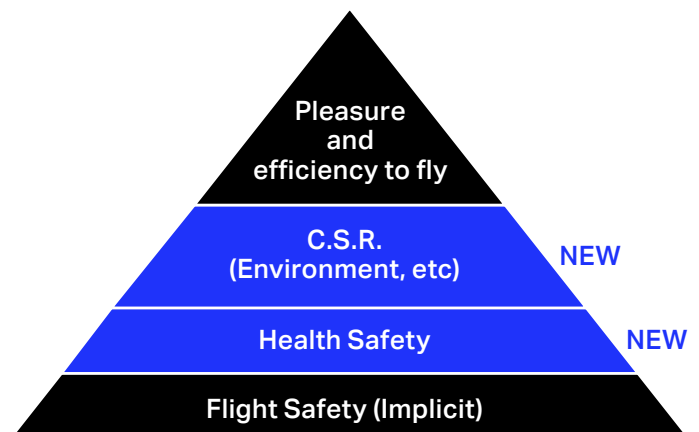 Pleasure
and
efficiency to fly
C.S.R.
(Environment, etc)
NEW
Health Safety
NEW
Flight Safety (Implicit)